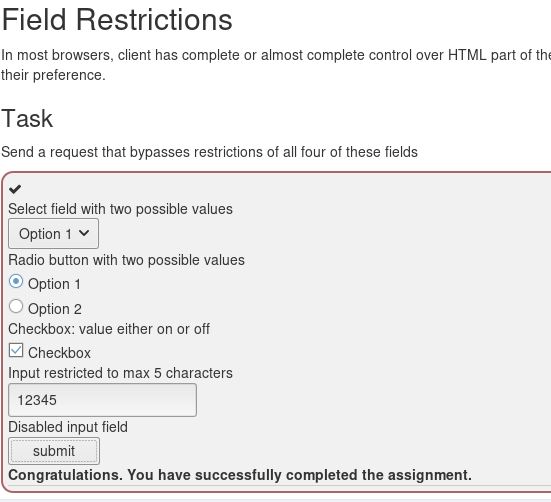 Field Restrictions
In most browsers, client has complete or almost complete control over HTML part of the
their preference.
Task
Send a request that bypasses restrictions of all four of these fields
Select field with two possible values
Option 1
Radio button with two possible values
Option 1
Option 2
Checkbox: value either on or off
Checkbox
Input restricted to max 5 characters
12345
Disabled input field
submit
Congratulations. You have successfully completed the assignment.